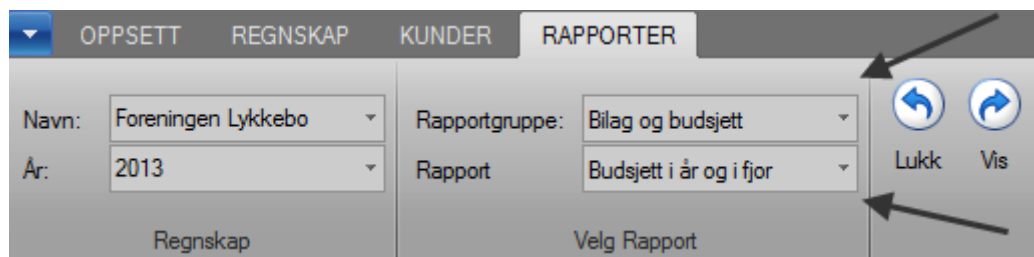 OPPSETT REGNSKAP KUNDER RAPPORTER
Navn: Foreningen Lykkebo Rapportgruppe: Bilag og budsjett
År: 2013 Rapport Budsjett i år og i fjor Lukk Vis
Regnskap Velg Rapport